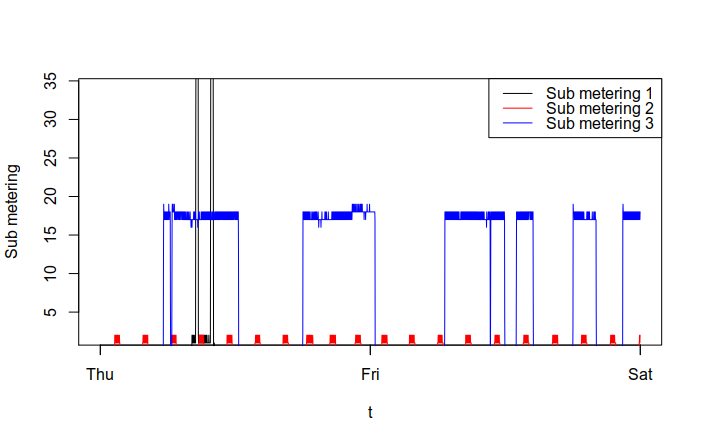 Sub metering 1
Sub metering 2
Sub metering 3
Sub metering
35
30
25
20
15
10
5
Thu
Fri
Sat
t